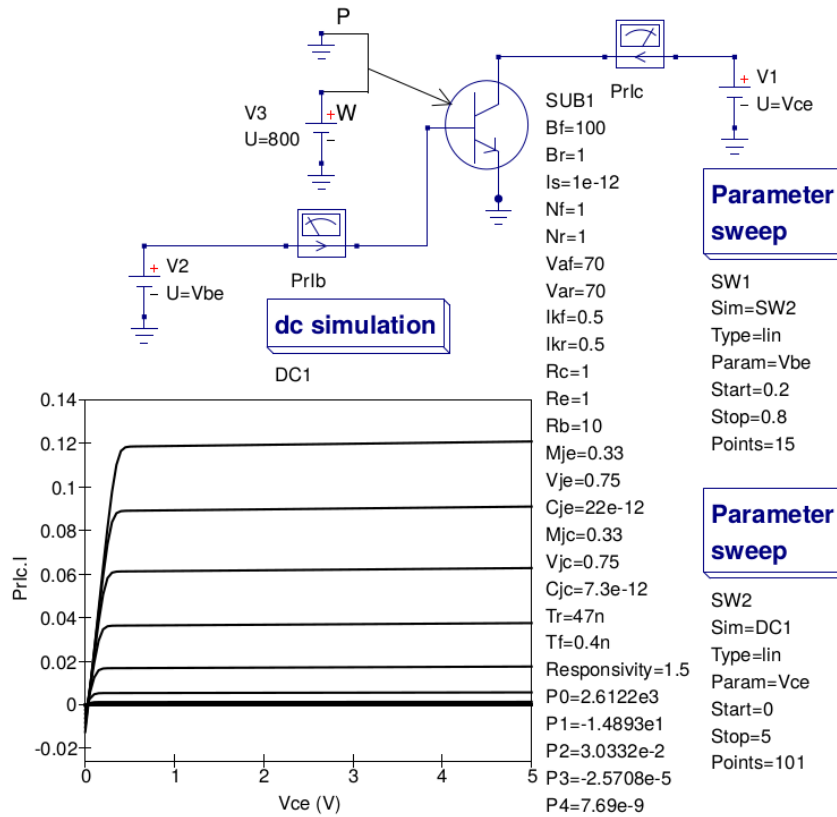 P
V3
U=800
+
W
PrIc
+
V1
U=Vce
+
V2
U=Vbe
PrIb
dc simulation
DC1
SUB1
Bf=100
Br=1
Is=1e-12
Nf=1
Nr=1
Vaf=70
Var=70
Ikf=0.5
Ikr=0.5
Rc=1
Re=1
Rb=10
Mje=0.33
Vje=0.75
Cje=22e-12
Mjc=0.33
Vjc=0.75
Cjc=7.3e-12
Tr=47n
Tf=0.4n
Responsivity=1.5
P0=2.6122e3
P1=-1.4893e1
P2=3.0332e-2
P3=-2.5708e-5
P4=7.69e-9
Parameter
sweep
SW1
Sim=SW2
Type=lin
Param=Vbe
Start=0.2
Stop=0.8
Points=15
Parameter
sweep
SW2
Sim=DC1
Type=lin
Param=Vce
Start=0
Stop=5
Points=101
PrIc.I
0.14
0.12
0.1
0.08
0.06
0.04
0.02
0
-0.02
0 1 2 3 4 5
Vce (V)